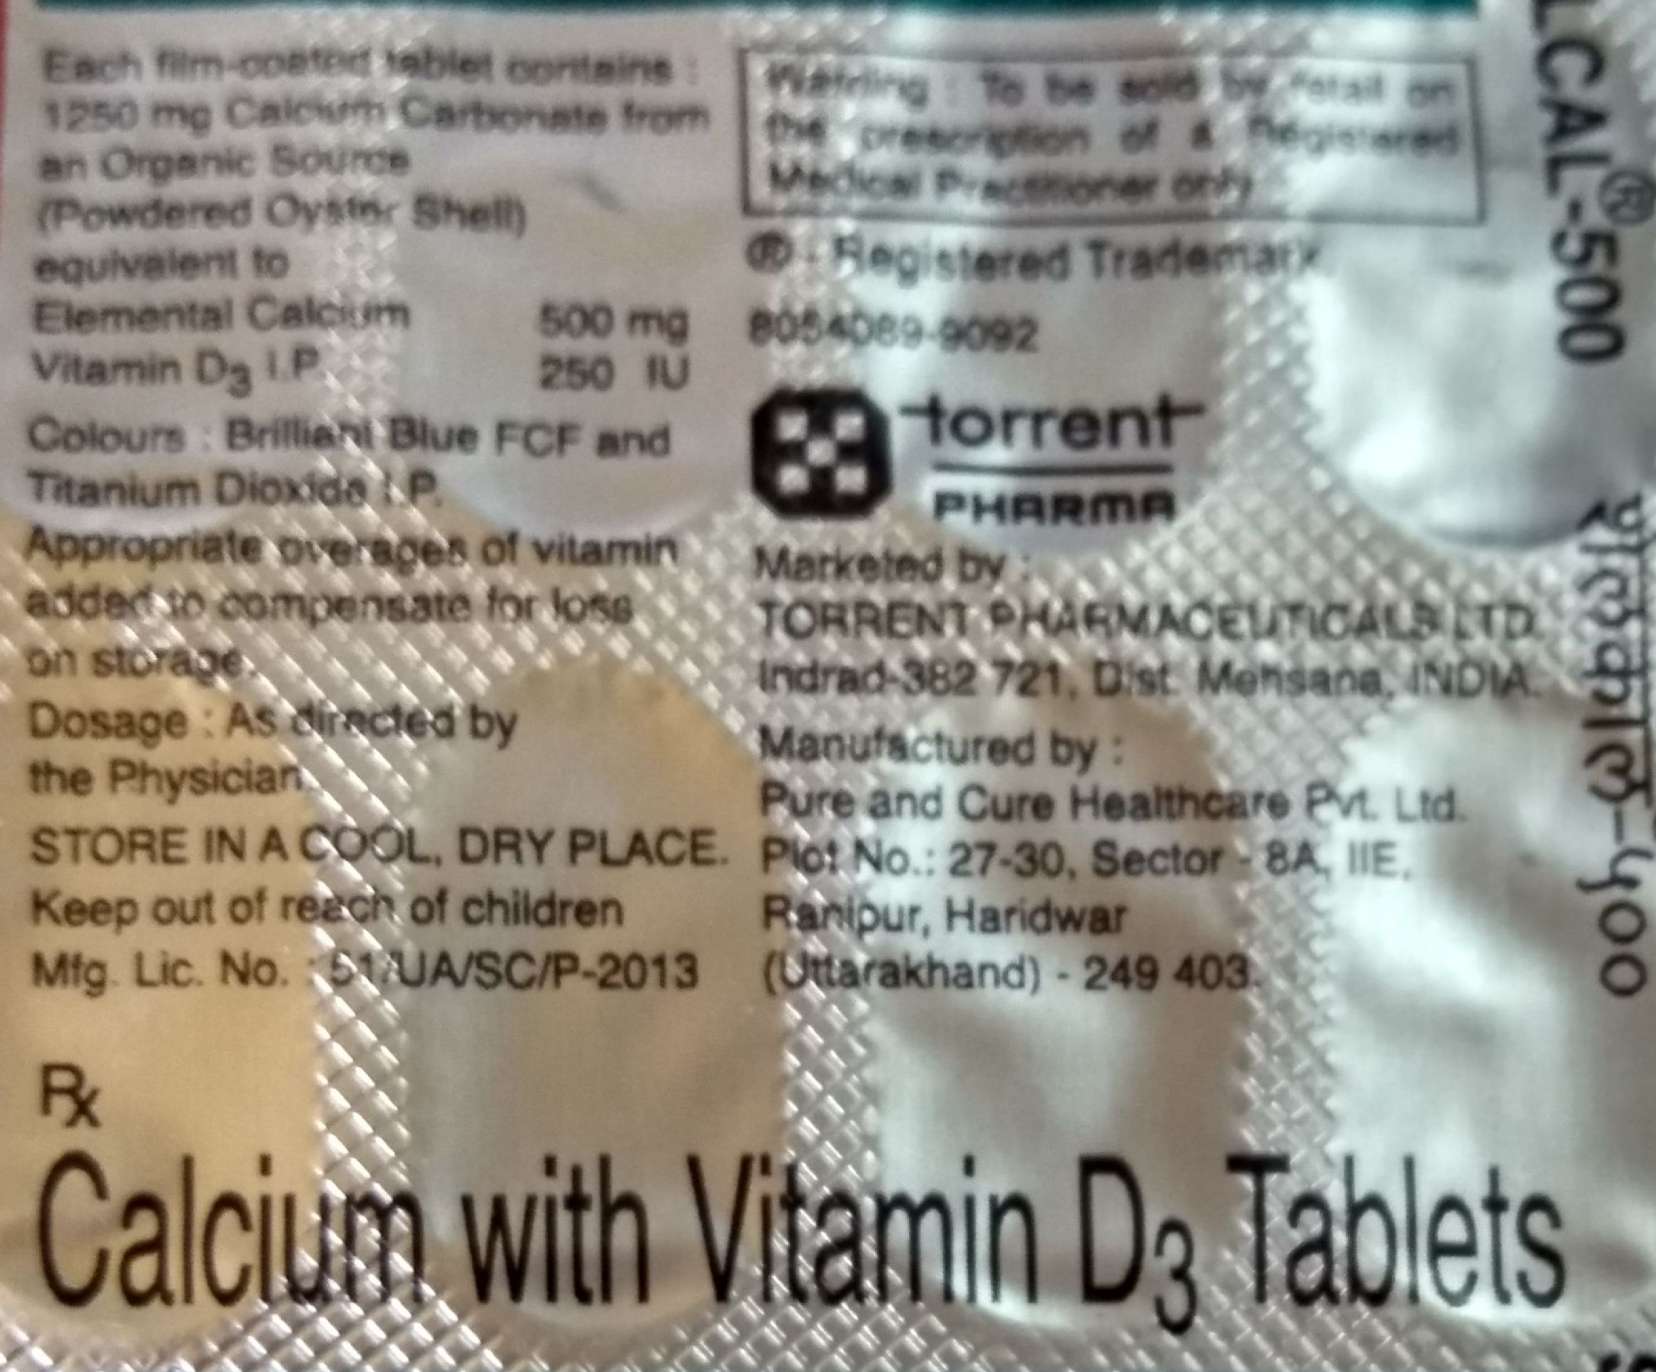 Each film-coated tablet contains :
1250 mg Calcium Carbonate from
an Organic Source
(Powdered Oyster Shell)
equivalent to
Elemental Calcium 500 mg
Vitamin D3 I.P. 250 IU
Colours : Brilliant Blue FCF and
Titanium Dioxide I.P.
Appropriate overages of vitamin
added to compensate for loss
on storage.
Dosage : As directed by
the Physician.
STORE IN A COOL, DRY PLACE.
Keep out of reach of children
Mfg. Lic. No. : 51/UA/SC/P-2013
Warning : To be sold by retail on
the prescription of a Registered
Medical Practitioner only
® - Registered Trademark
8054089-9092
torrent
PHARMA
Marketed by :
TORRENT PHARMACEUTICALS LTD.
Indrad-382 721, Dist. Mehsana, INDIA.
Manufactured by :
Pure and Cure Healthcare Pvt. Ltd.
Plot No.: 27-30, Sector - 8A, IIE,
Ranipur, Haridwar
(Uttarakhand) - 249 403.
LCAL®-500
शेलकाल-५००
Rx
Calcium with Vitamin D3 Tablets